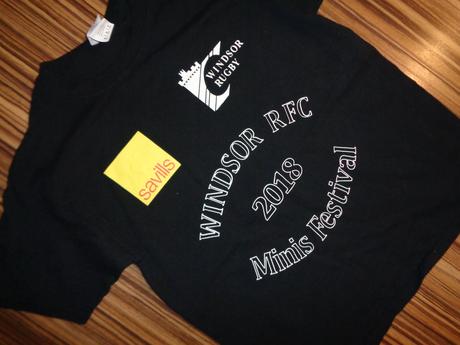 WINDSOR
RUGBY
savills
WINDSOR RFC
2018
Minis Festival